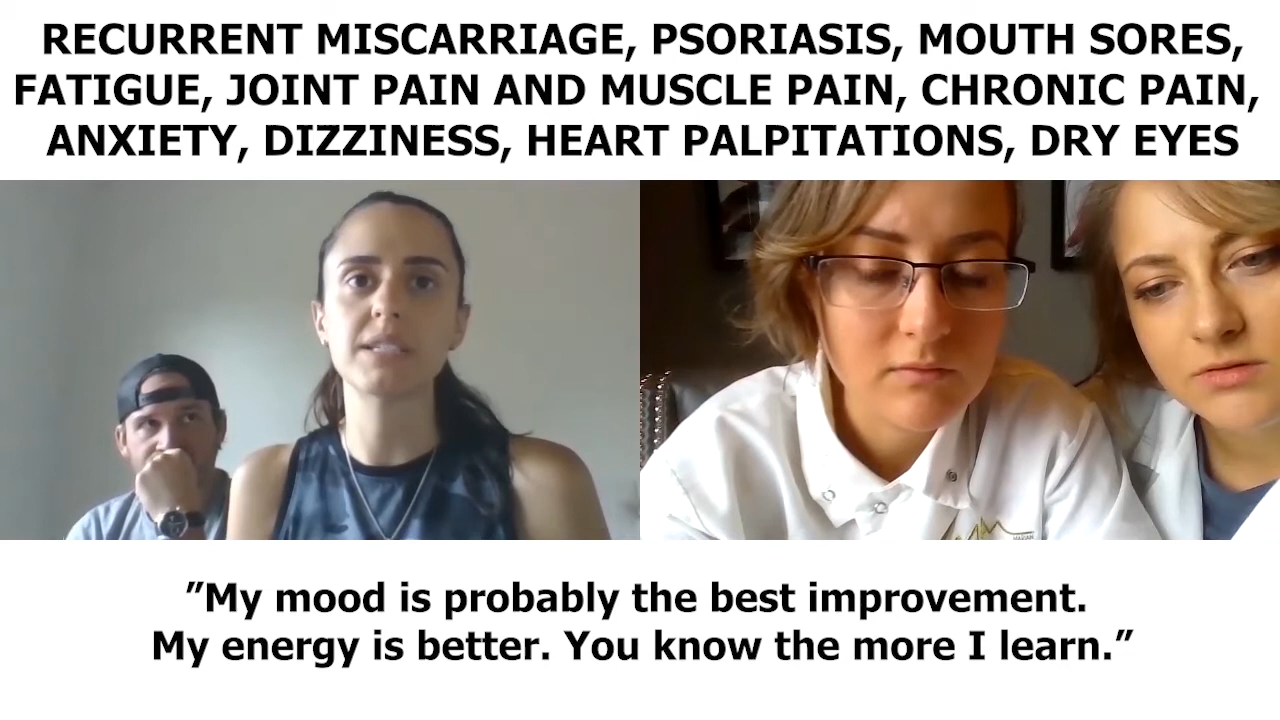 RECURRENT MISCARRIAGE, PSORIASIS, MOUTH SORES,
FATIGUE, JOINT PAIN AND MUSCLE PAIN, CHRONIC PAIN,
ANXIETY, DIZZINESS, HEART PALPITATIONS, DRY EYES
”My mood is probably the best improvement.
My energy is better. You know the more I learn.”